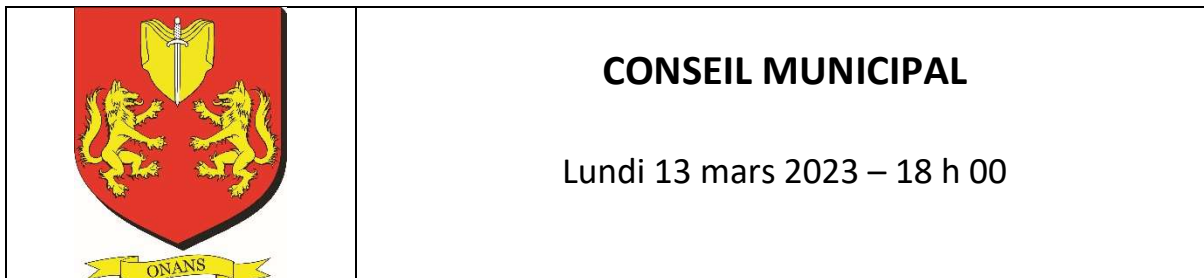 CONSEIL MUNICIPAL
Lundi 13 mars 2023 – 18 h 00
ONANS